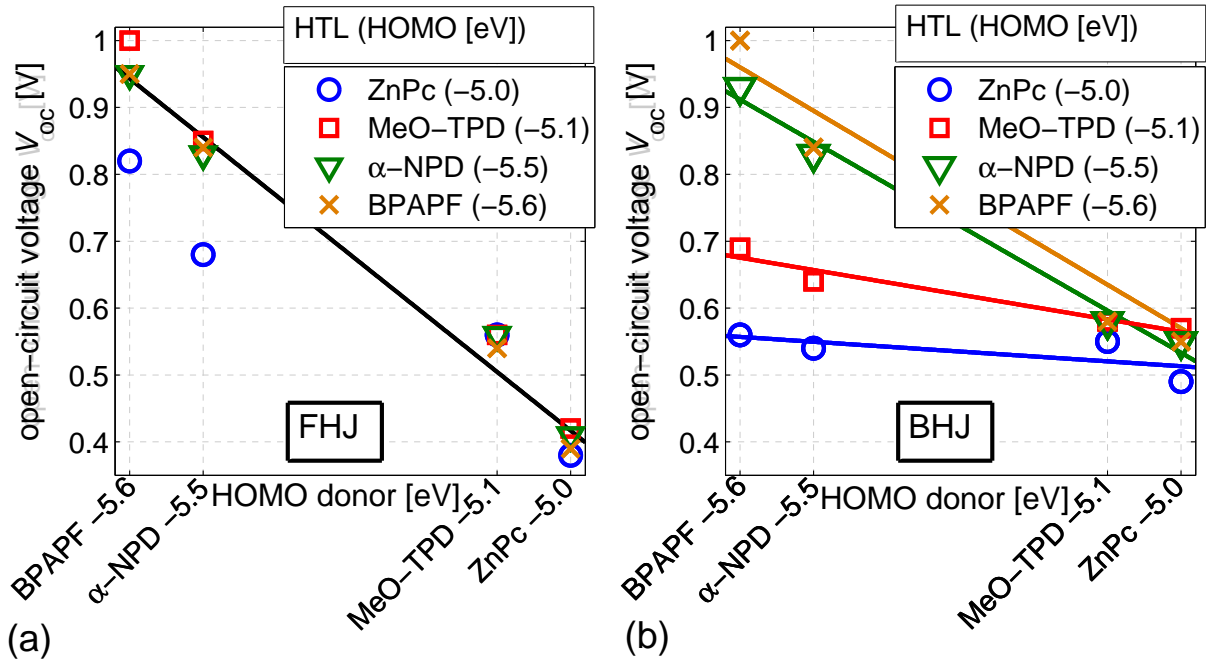 HTL (HOMO [eV])
ZnPc (−5.0)
MeO−TPD (−5.1)
α−NPD (−5.5)
BPAPF (−5.6)
open−circuit voltage Voc [V]
1
0.9
0.8
0.7
0.6
0.5
0.4
FHJ
HOMO donor [eV]
BPAPF −5.6
α−NPD −5.5
MeO−TPD −5.1
ZnPc −5.0
(a)
HTL (HOMO [eV])
ZnPc (−5.0)
MeO−TPD (−5.1)
α−NPD (−5.5)
BPAPF (−5.6)
open−circuit voltage Voc [V]
1
0.9
0.8
0.7
0.6
0.5
0.4
BHJ
HOMO donor [eV]
BPAPF −5.6
α−NPD −5.5
MeO−TPD −5.1
ZnPc −5.0
(b)